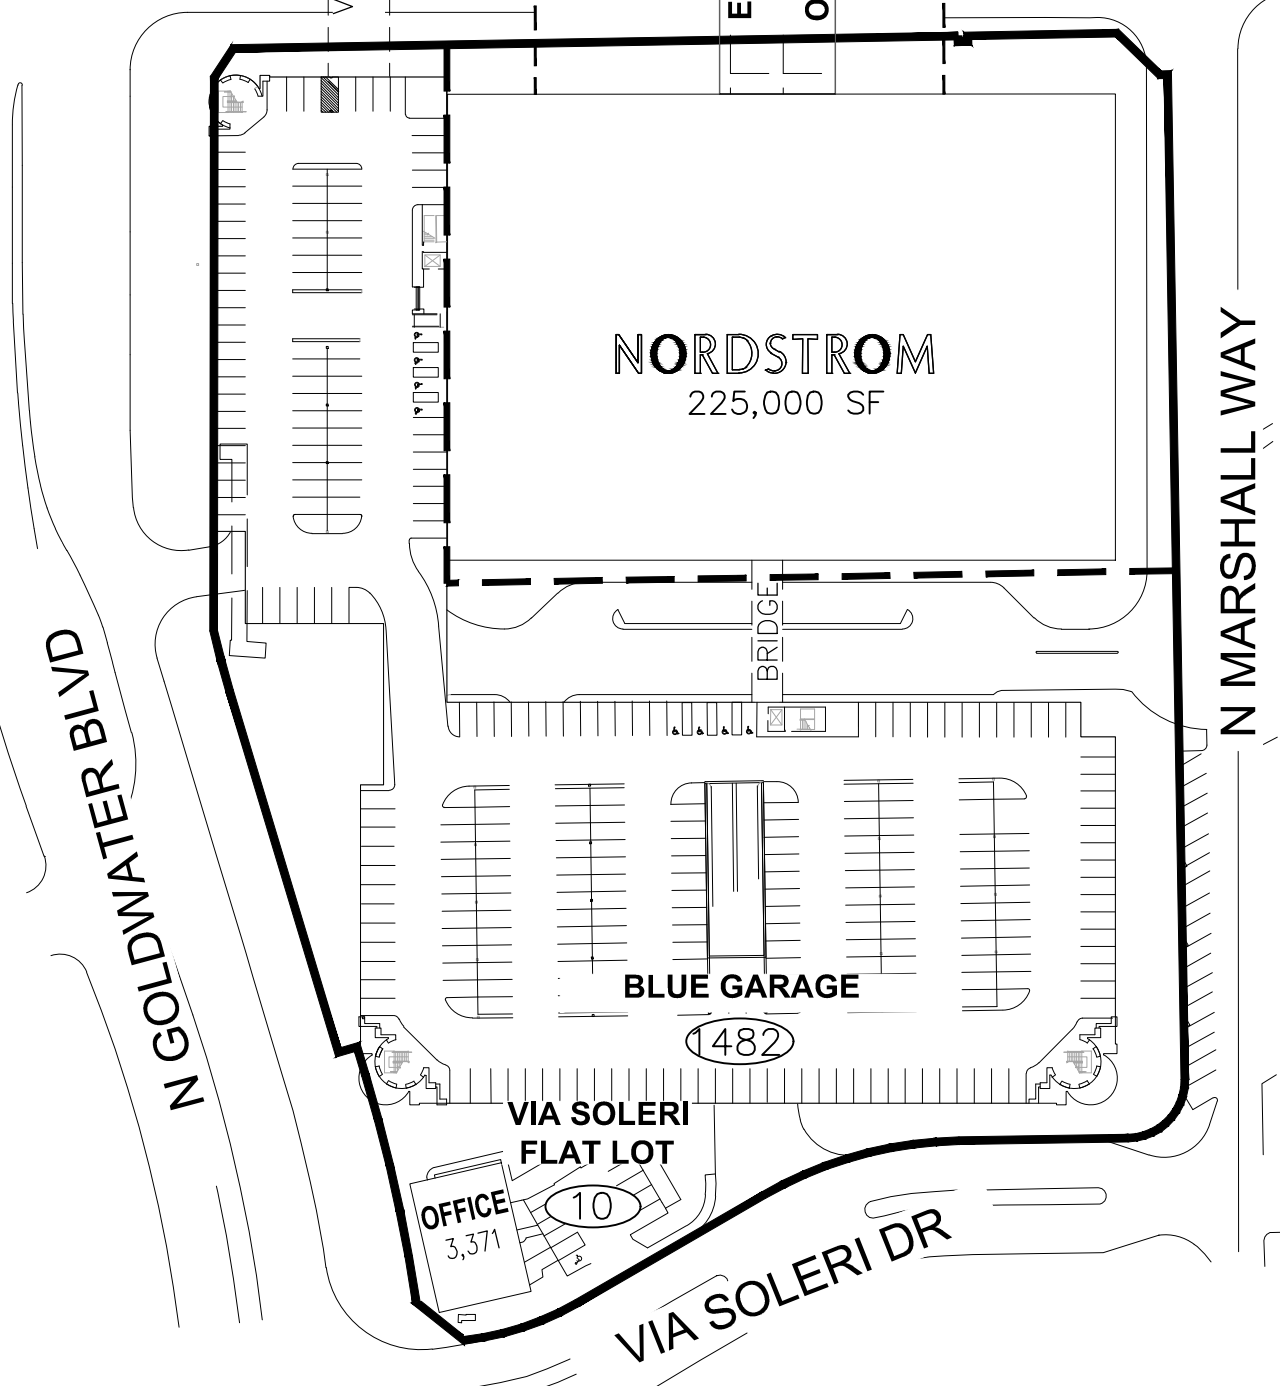 E
O
NORDSTROM
225,000 SF
BRIDGE
N MARSHALL WAY
N GOLDWATER BLVD
BLUE GARAGE
1482
VIA SOLERI
FLAT LOT
10
OFFICE
3,371
VIA SOLERI DR